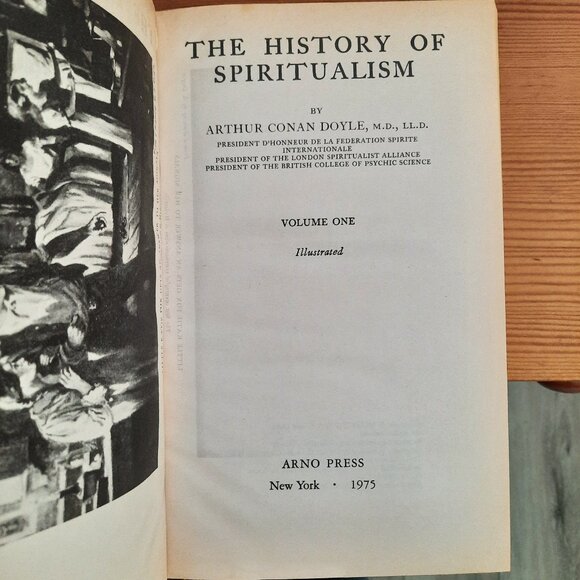 THE HISTORY OF
SPIRITUALISM
BY
ARTHUR CONAN DOYLE, M.D., LL.D.
PRESIDENT D'HONNEUR DE LA FEDERATION SPIRITE
INTERNATIONALE
PRESIDENT OF THE LONDON SPIRITUALIST ALLIANCE
PRESIDENT OF THE BRITISH COLLEGE OF PSYCHIC SCIENCE
VOLUME ONE
Illustrated
ARNO PRESS
New York · 1975